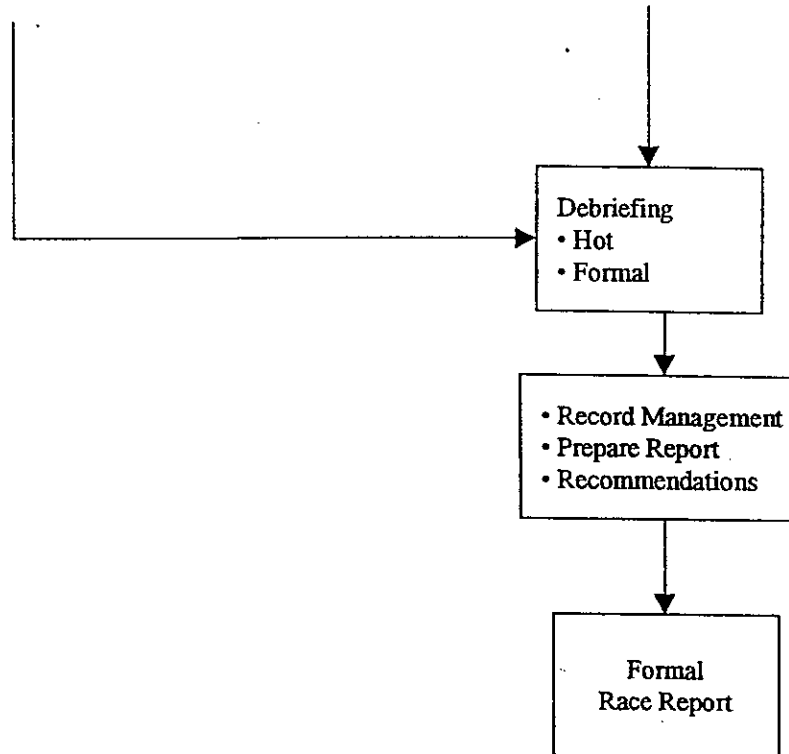 Debriefing
• Hot
• Formal
• Record Management
• Prepare Report
• Recommendations
Formal
Race Report